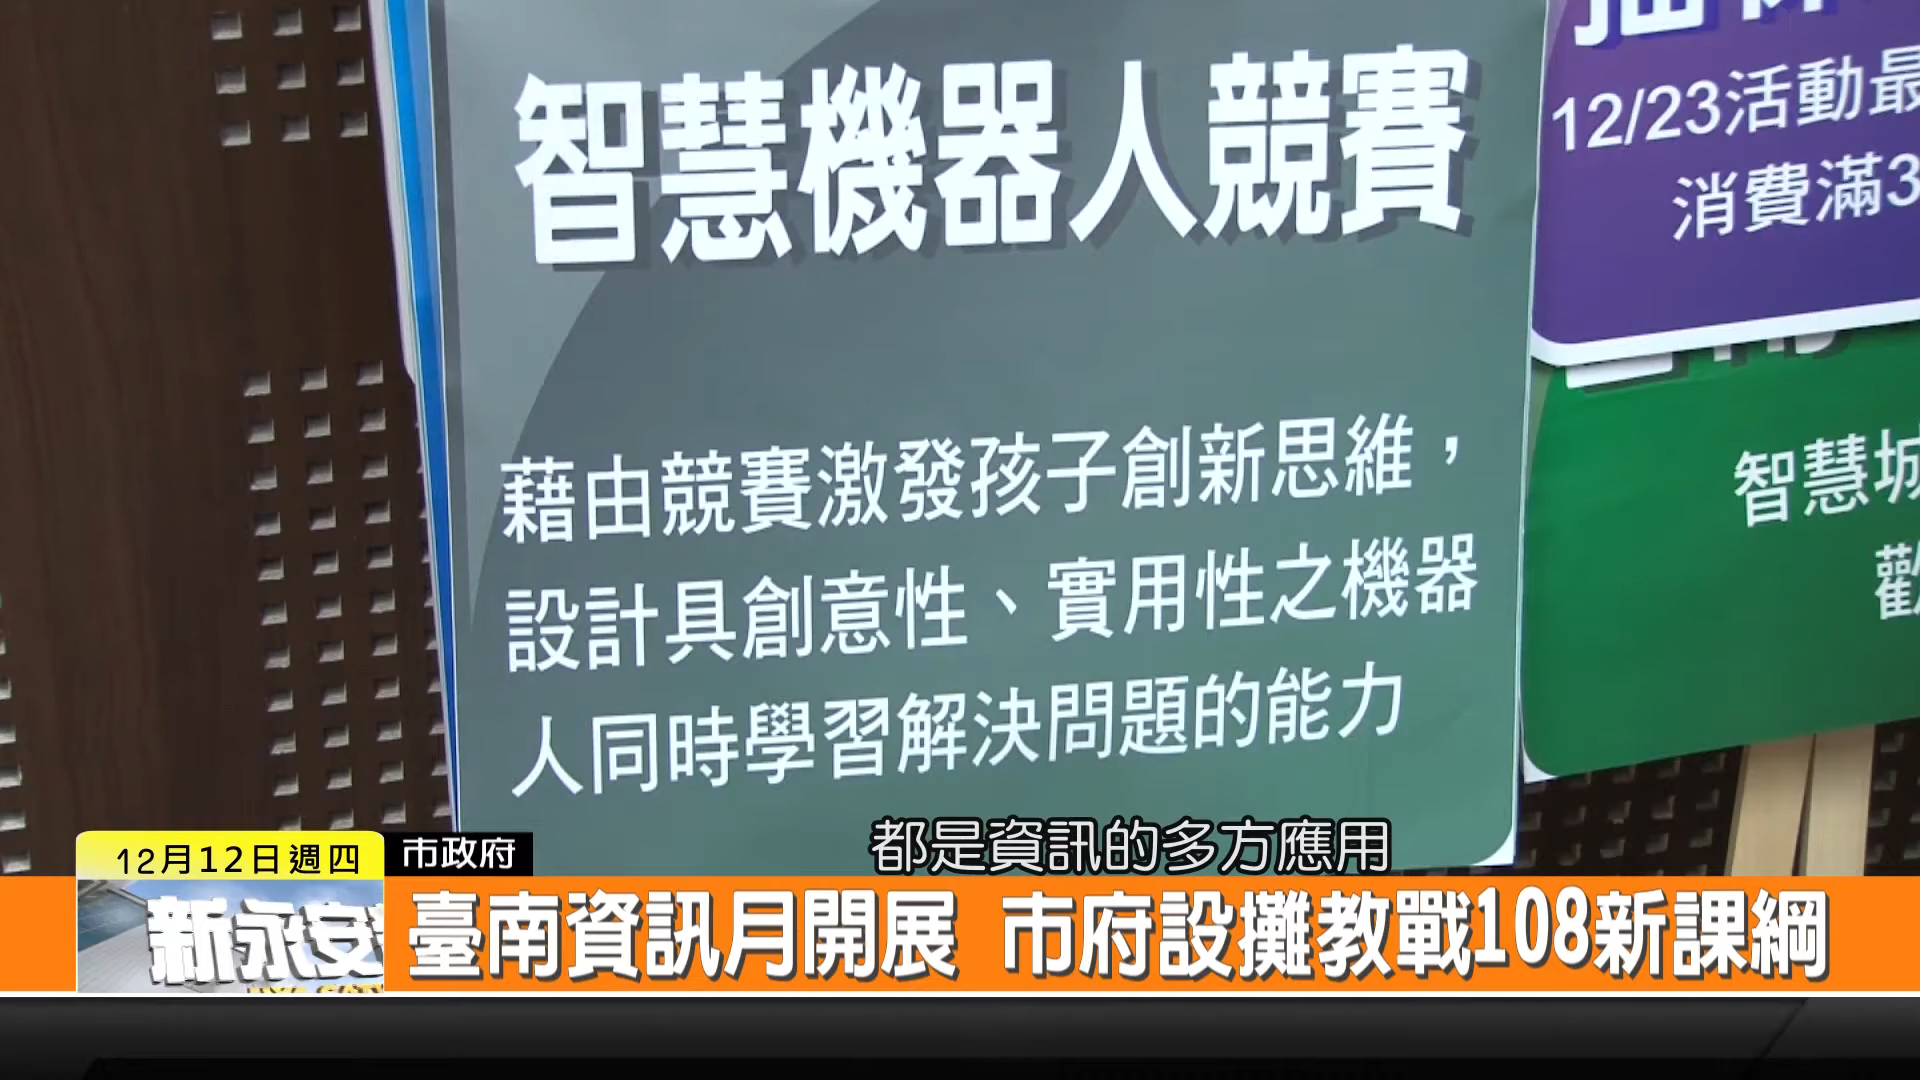 智慧機器人競賽
藉由競賽激發孩子創新思維，
設計具創意性、實用性之機器
人同時學習解決問題的能力
12/23活動最
消費滿3
智慧城
歡
都是資訊的多方應用
12月12日週四
市政府
新永安
臺南資訊月開展 市府設攤教戰108新課綱